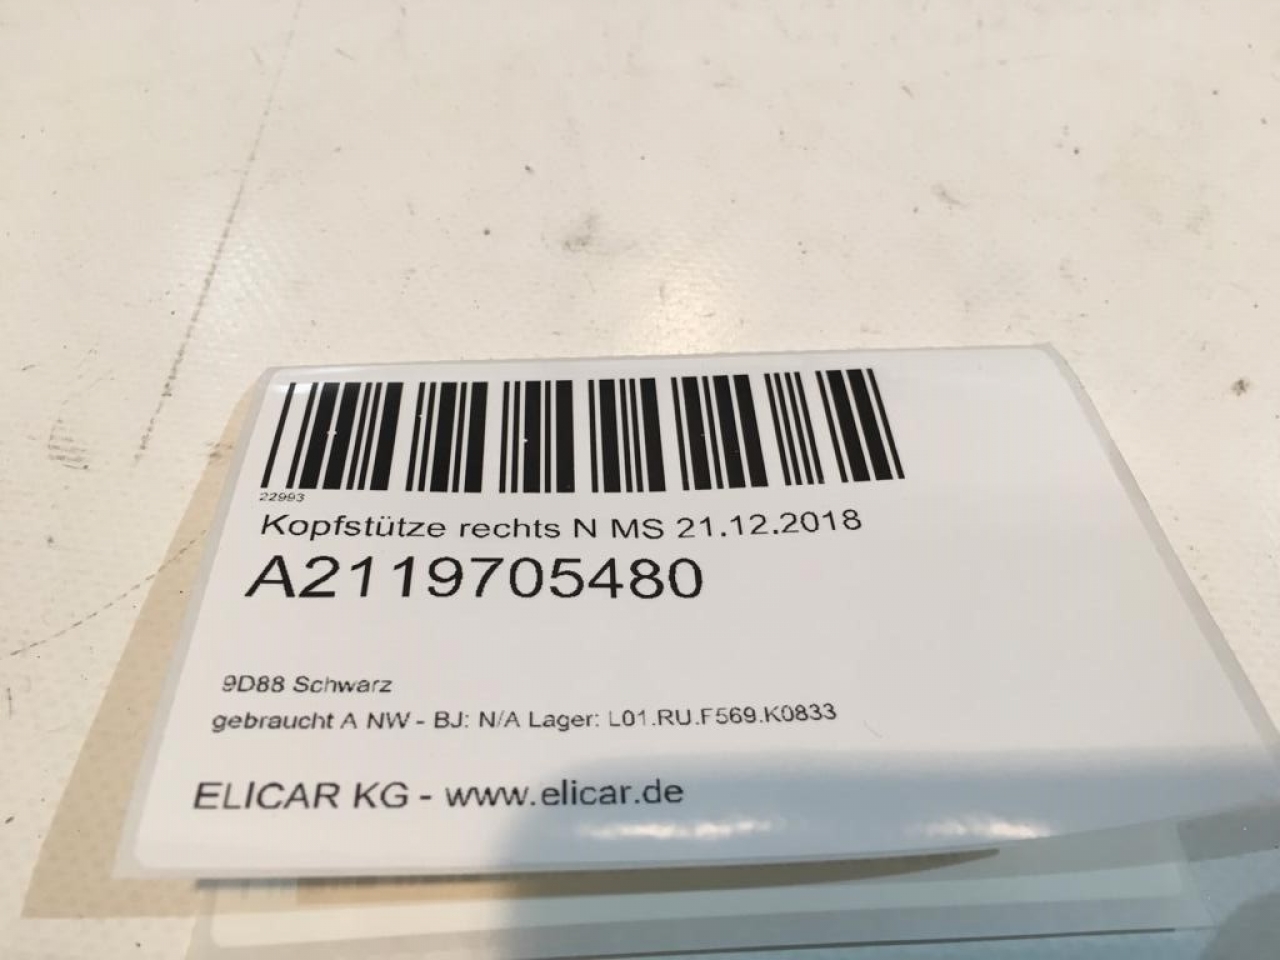 22993
Kopfstütze rechts N MS 21.12.2018
A2119705480
9D88 Schwarz
gebraucht A NW - BJ: N/A Lager: L01.RU.F569.K0833
ELICAR KG - www.elicar.de